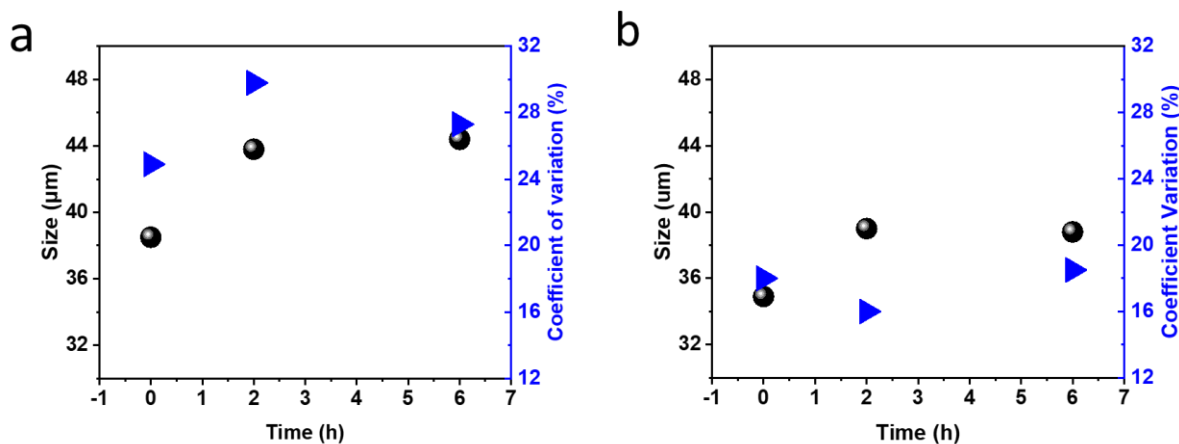 a
48
44
40
36
32
Size (μm)
32
28
24
20
16
12
Coefficient of variation (%)
-1 0 1 2 3 4 5 6 7
Time (h)
b
48
44
40
36
32
Size (um)
32
28
24
20
16
12
Coefficient Variation (%)
-1 0 1 2 3 4 5 6 7
Time (h)